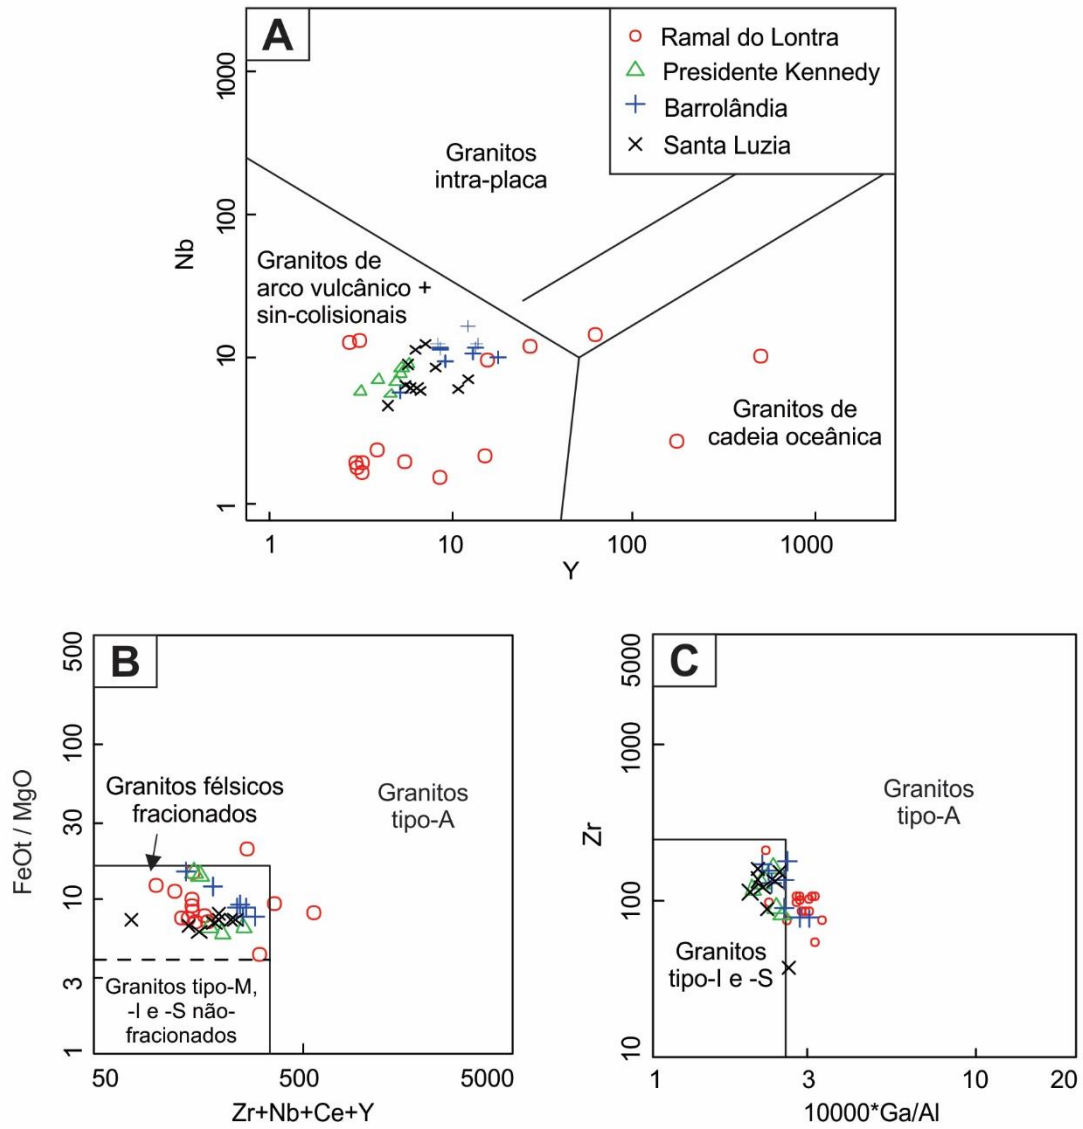 A
Ramal do Lontra
Presidente Kennedy
Barrolândia
Santa Luzia
Granitos
intra-placa
Granitos de
arco vulcânico +
sin-colisionais
Granitos de
cadeia oceânica
Nb
1000
100
10
1
1
10
100
1000
Y
B
Granitos félsicos
fracionados
Granitos
tipo-A
Granitos tipo-M,
-I e -S não-
fracionados
FeOt / MgO
500
100
30
10
3
1
50
500
5000
Zr+Nb+Ce+Y
C
Granitos
tipo-A
Granitos
tipo-I e -S
Zr
5000
1000
100
10
1
3
10
20
10000*Ga/Al